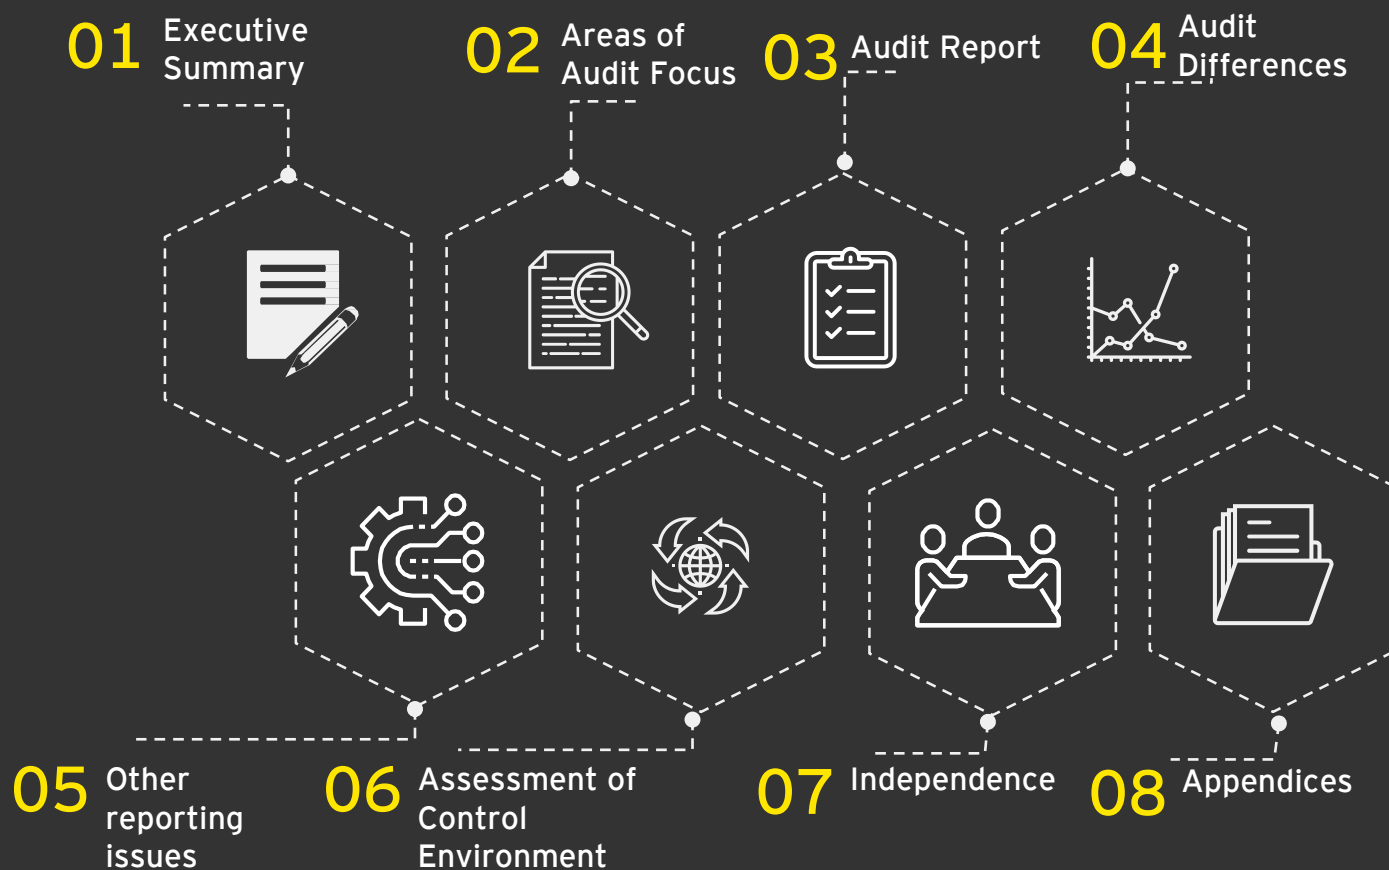 01 Executive
Summary
02 Areas of
Audit Focus
03 Audit Report
04 Audit
Differences
05 Other
reporting
issues
06 Assessment of
Control
Environment
07 Independence
08 Appendices